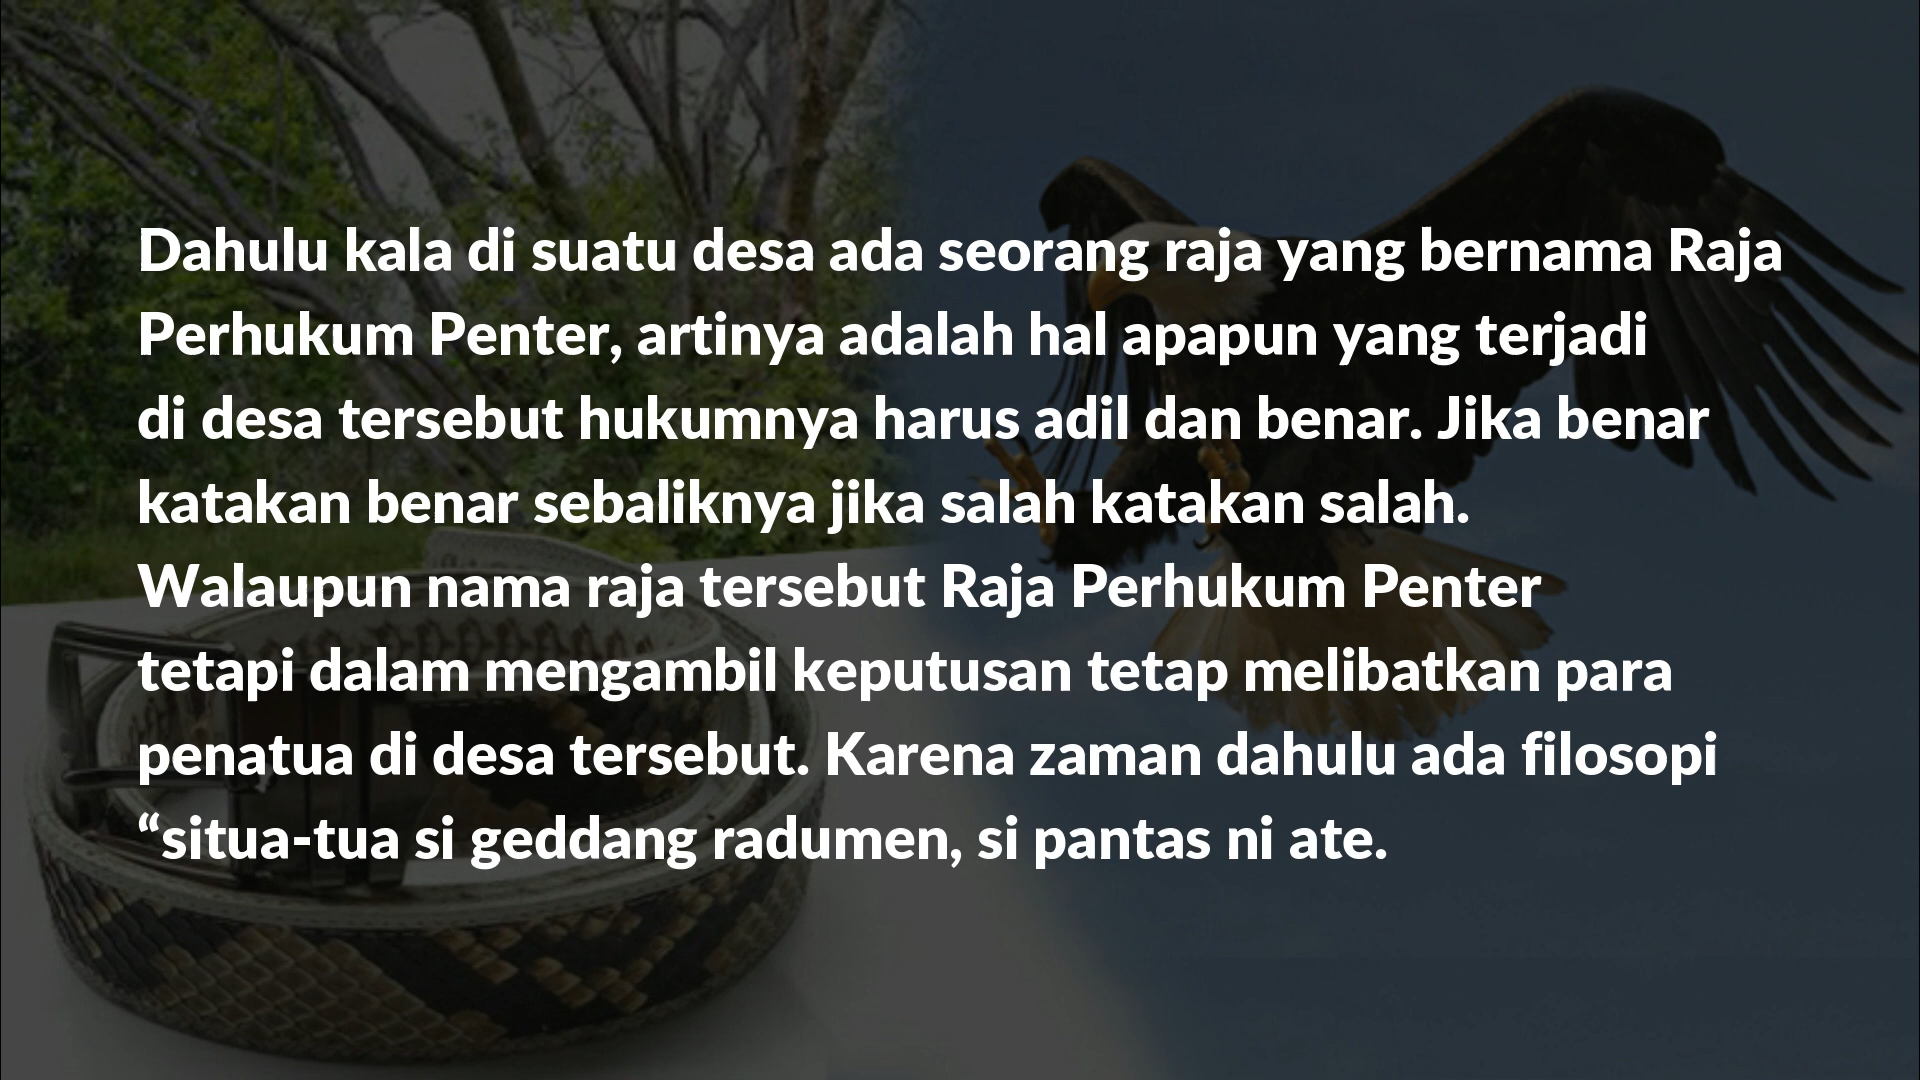 Dahulu kala di suatu desa ada seorang raja yang bernama Raja
Perhukum Penter, artinya adalah hal apapun yang terjadi
di desa tersebut hukumnya harus adil dan benar. Jika benar
katakan benar sebaliknya jika salah katakan salah.
Walaupun nama raja tersebut Raja Perhukum Penter
tetapi dalam mengambil keputusan tetap melibatkan para
penatua di desa tersebut. Karena zaman dahulu ada filosopi
“situa-tua si geddang radumen, si pantas ni ate.